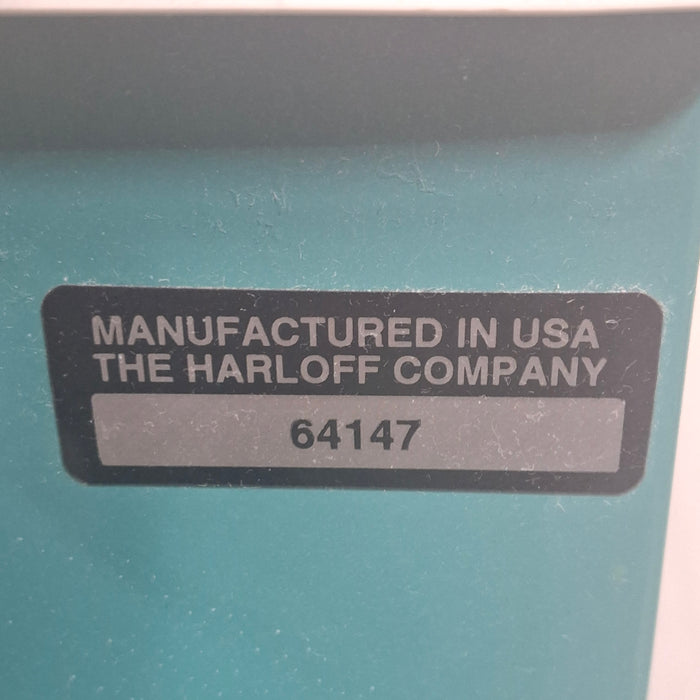 MANUFACTURED IN USA
THE HARLOFF COMPANY
64147